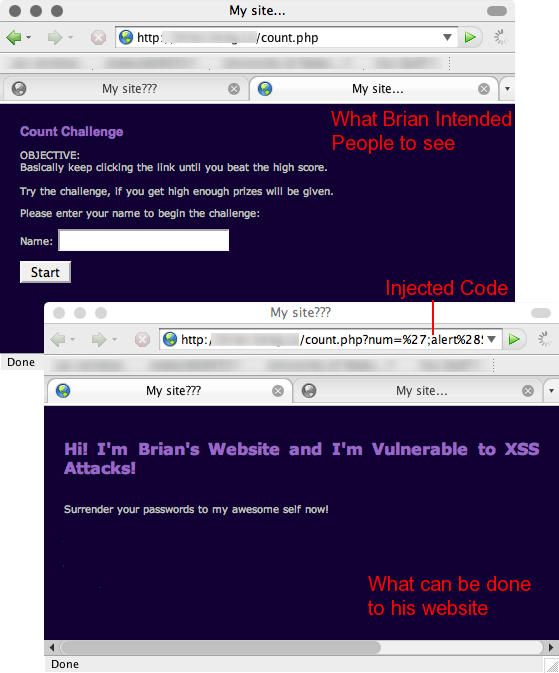 My site...
http:/ /count.php
My site???
My site...
What Brian Intended
People to see
Count Challenge
OBJECTIVE:
Basically keep clicking the link until you beat the high score.
Try the challenge, if you get high enough prizes will be given.
Please enter your name to begin the challenge:
Name:
Start
Injected Code
My site???
http: /count.php?num=%27;alert%28
Done
My site???
My site...
Hi! I'm Brian's Website and I'm Vulnerable to XSS
Attacks!
Surrender your passwords to my awesome self now!
What can be done
to his website
Done